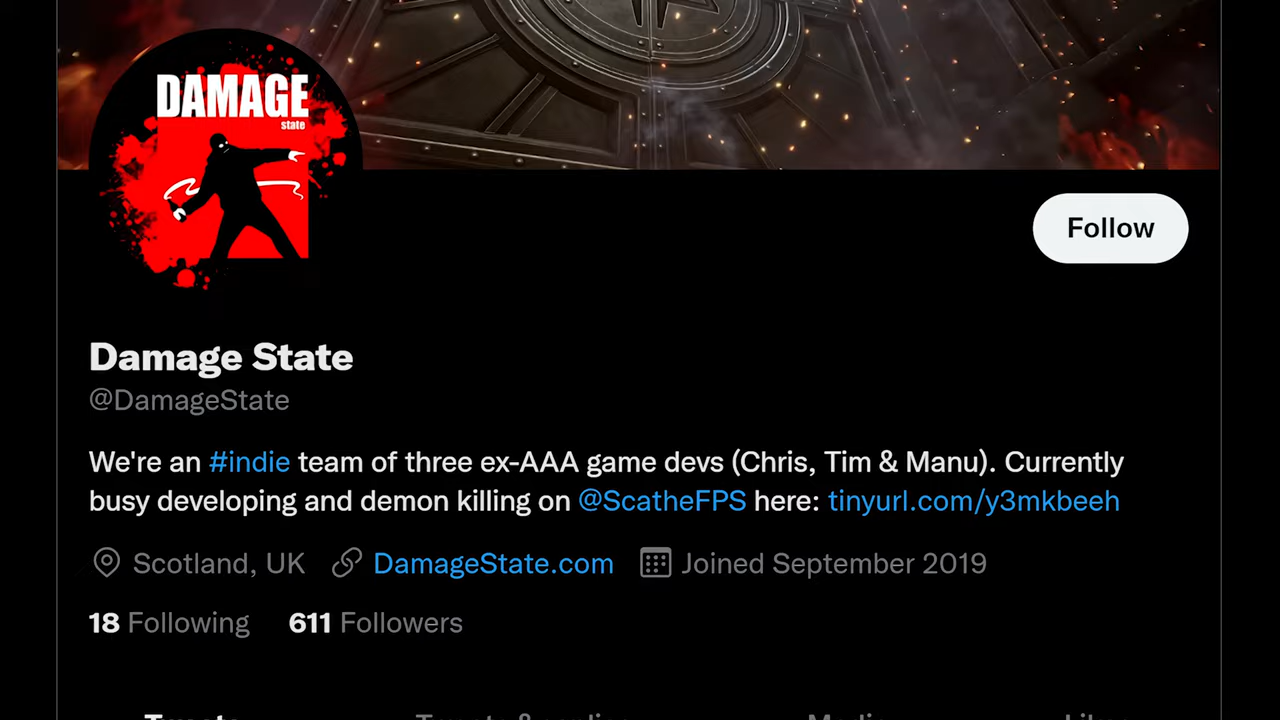 DAMAGE
state
Follow
Damage State
@DamageState
We're an #indie team of three ex-AAA game devs (Chris, Tim & Manu). Currently
busy developing and demon killing on @ScatheFPS here: tinyurl.com/y3mkbeeh
Scotland, UK DamageState.com Joined September 2019
18 Following 611 Followers